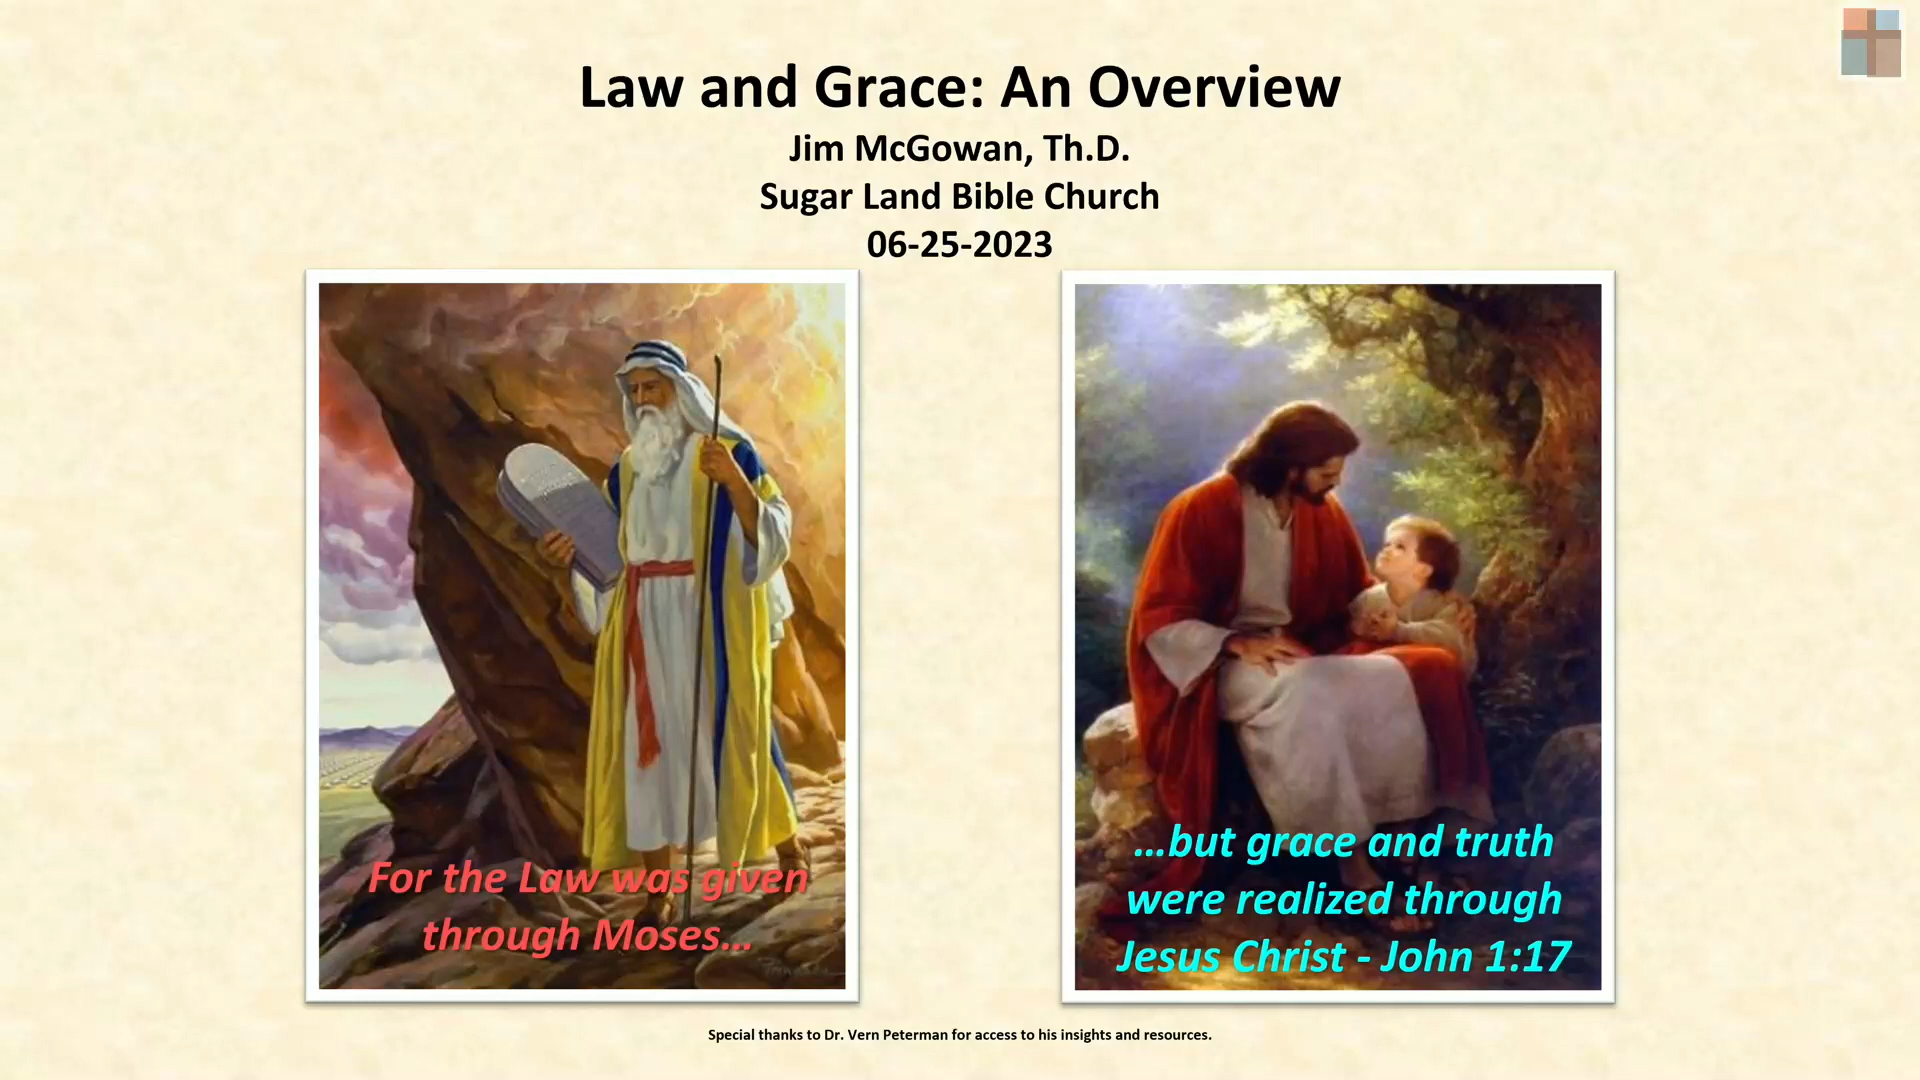 Law and Grace: An Overview
Jim McGowan, Th.D.
Sugar Land Bible Church
06-25-2023
For the Law was given
through Moses...
...but grace and truth
were realized through
Jesus Christ - John 1:17
Special thanks to Dr. Vern Peterman for access to his insights and resources.